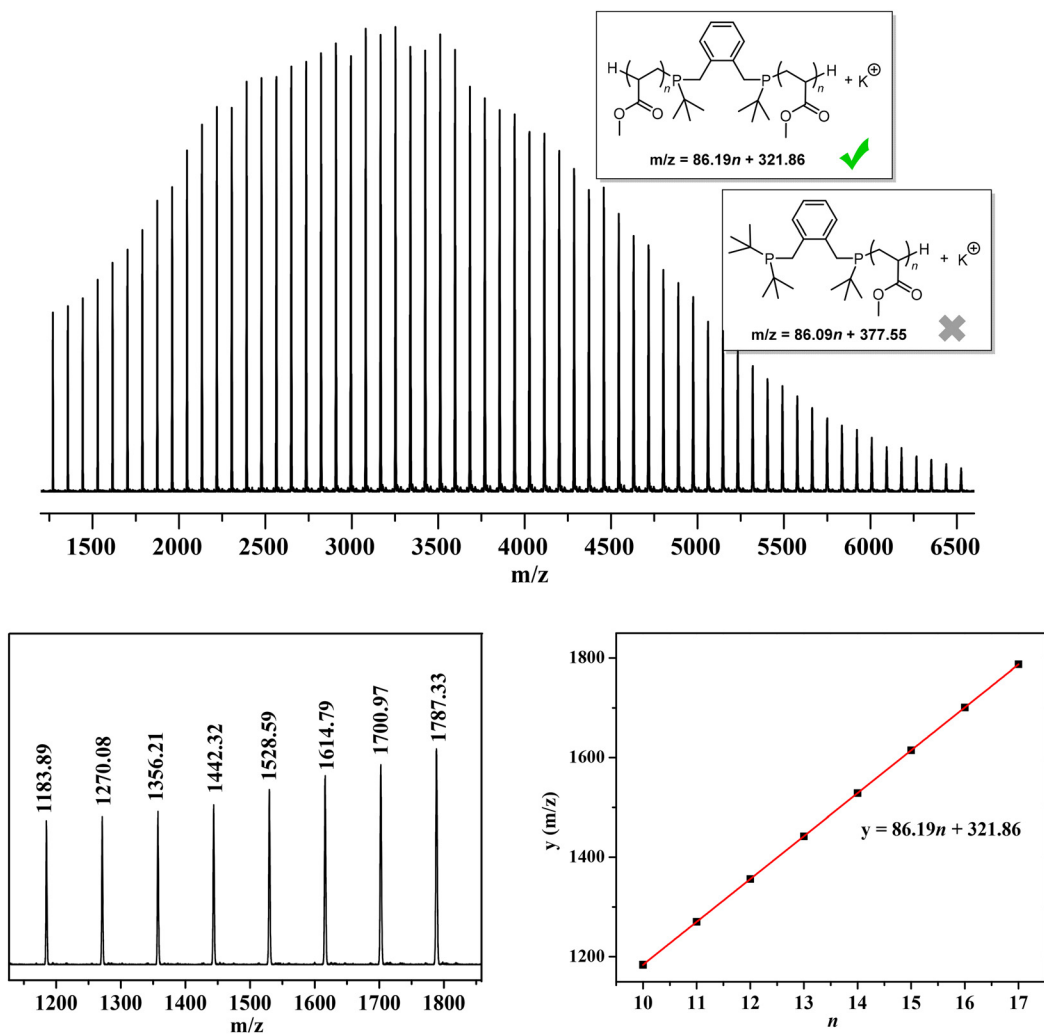 H
n
P
P
n
H
+ K⊕
O
O
O
O
m/z = 86.19n + 321.86
P
P
n
H
+ K⊕
O
O
m/z = 86.09n + 377.55
1500 2000 2500 3000 3500 4000 4500 5000 5500 6000 6500
m/z
1183.89
1270.08
1356.21
1442.32
1528.59
1614.79
1700.97
1787.33
1200 1300 1400 1500 1600 1700 1800
m/z
y (m/z)
1800
1600
1400
1200
y = 86.19n + 321.86
10 11 12 13 14 15 16 17
n